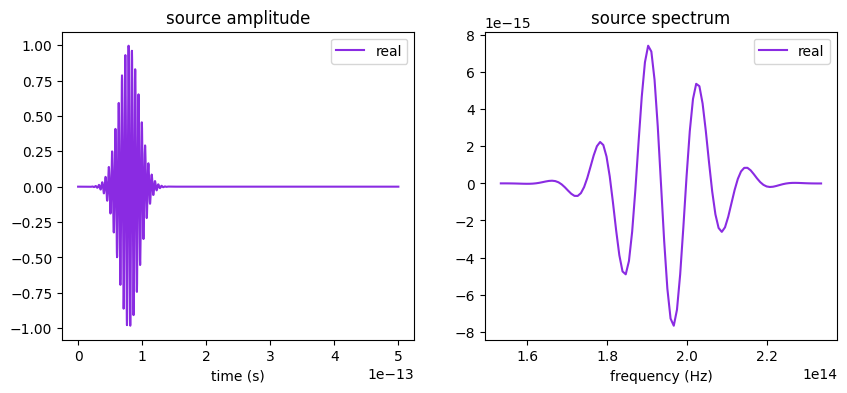 source amplitude
real
1.00
0.75
0.50
0.25
0.00
−0.25
−0.50
−0.75
−1.00
0 1 2 3 4 5
1e−13
time (s)
source spectrum
1e−15
real
8
6
4
2
0
−2
−4
−6
−8
1.6 1.8 2.0 2.2
1e14
frequency (Hz)